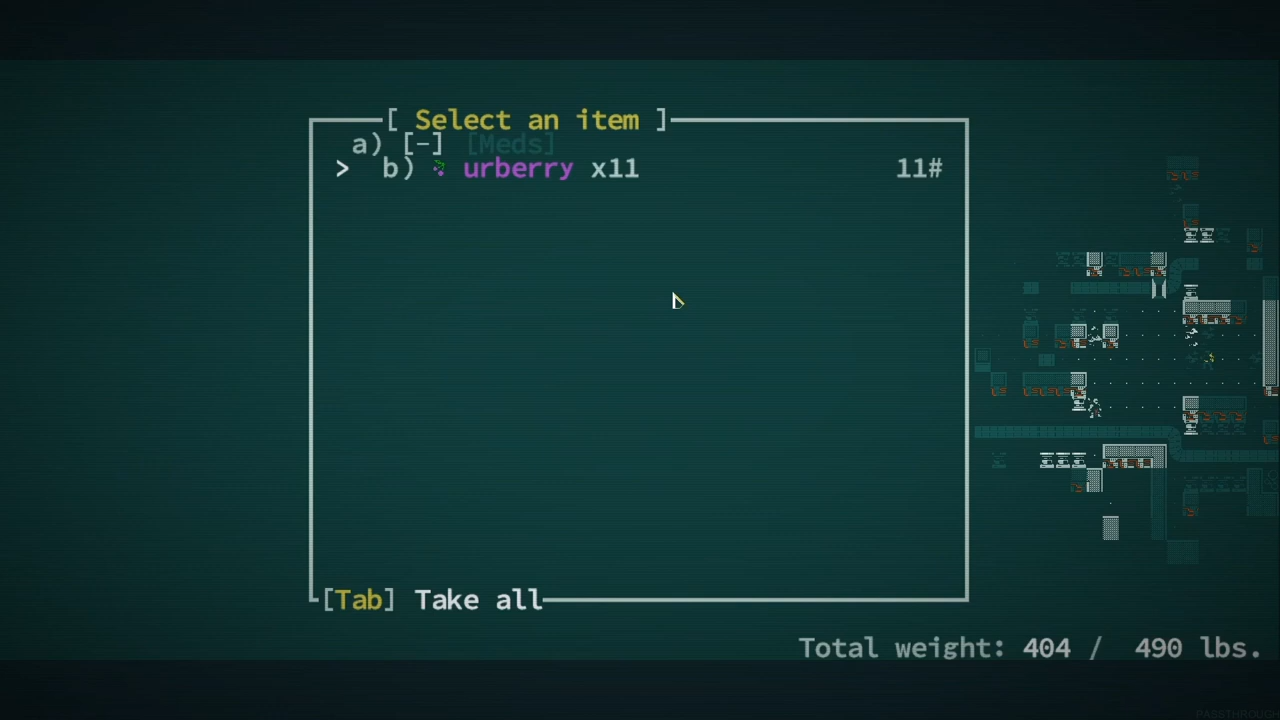 [ Select an item ]
a) [-] [Meds]
> b) urberry x11 11#
[Tab] Take all
Total weight: 404 / 490 lbs.